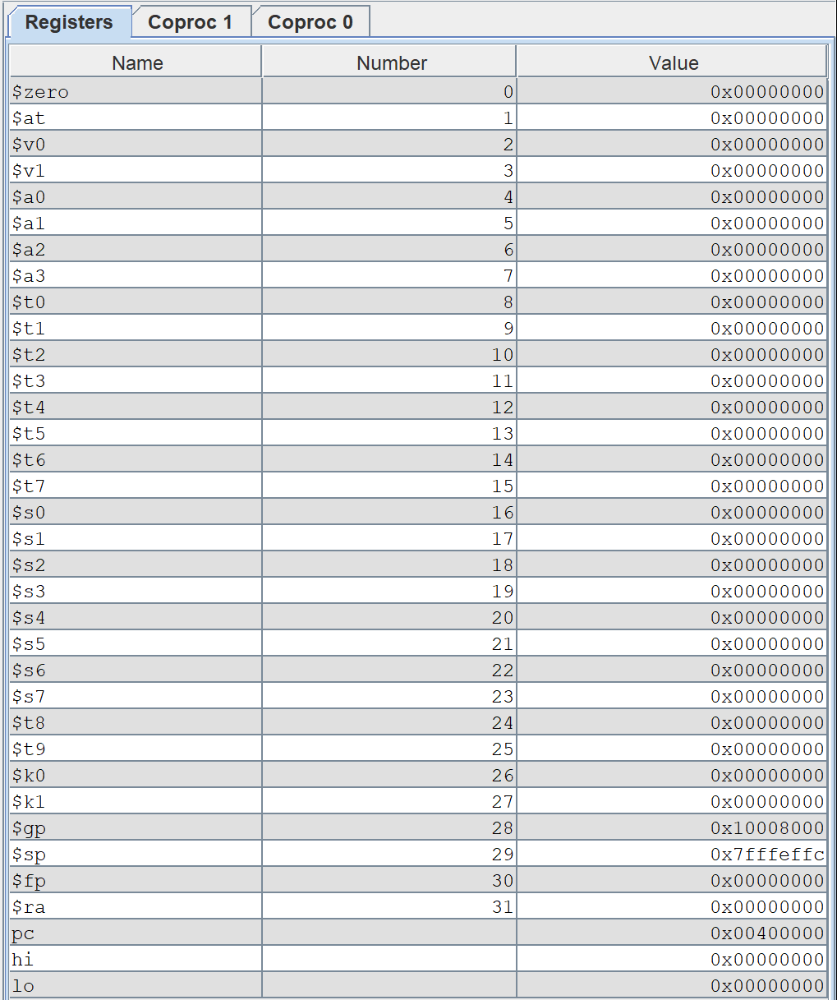 Registers Coproc 1 Coproc 0
Name Number Value
$zero 0 0x00000000
$at 1 0x00000000
$v0 2 0x00000000
$v1 3 0x00000000
$a0 4 0x00000000
$a1 5 0x00000000
$a2 6 0x00000000
$a3 7 0x00000000
$t0 8 0x00000000
$t1 9 0x00000000
$t2 10 0x00000000
$t3 11 0x00000000
$t4 12 0x00000000
$t5 13 0x00000000
$t6 14 0x00000000
$t7 15 0x00000000
$s0 16 0x00000000
$s1 17 0x00000000
$s2 18 0x00000000
$s3 19 0x00000000
$s4 20 0x00000000
$s5 21 0x00000000
$s6 22 0x00000000
$s7 23 0x00000000
$t8 24 0x00000000
$t9 25 0x00000000
$k0 26 0x00000000
$k1 27 0x00000000
$gp 28 0x10008000
$sp 29 0x7fffeffc
$fp 30 0x00000000
$ra 31 0x00000000
pc 0x00400000
hi 0x00000000
lo 0x00000000